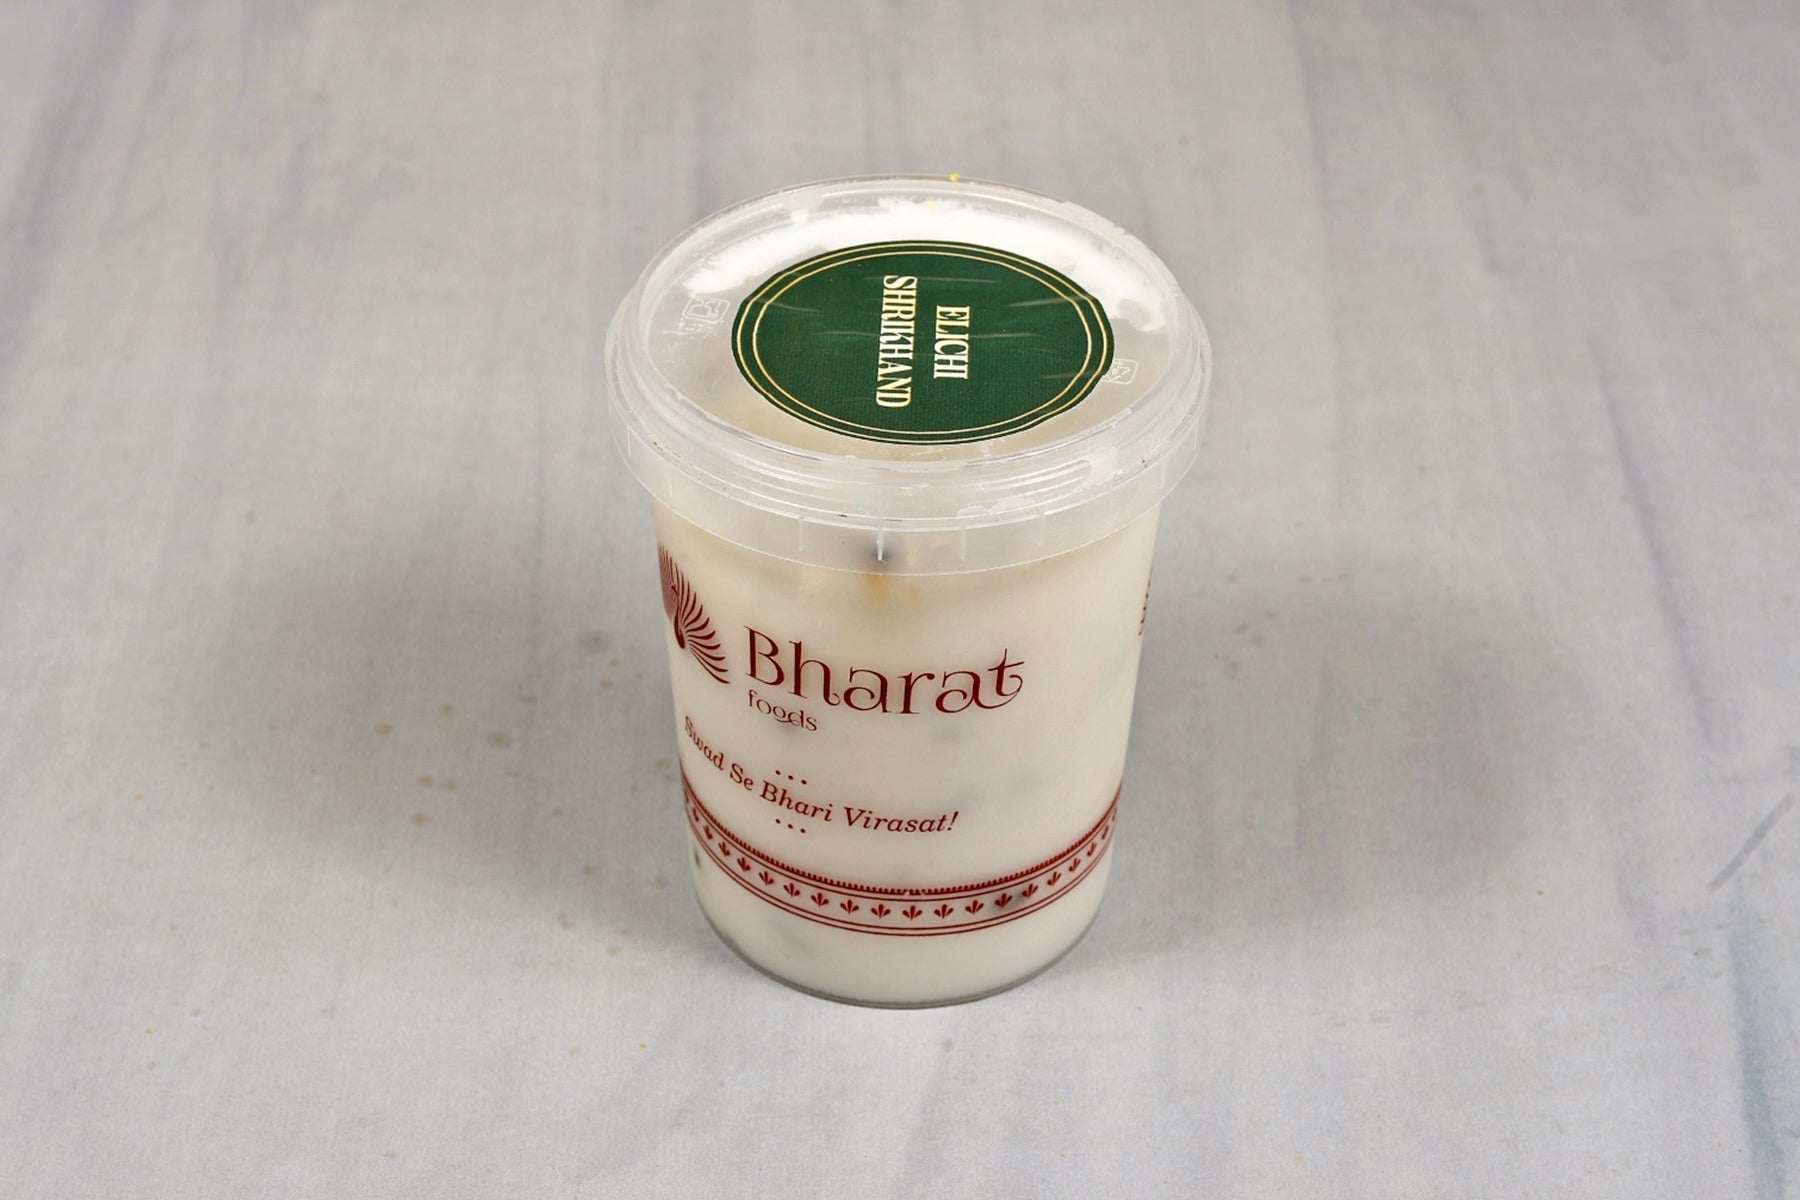 ELICHI
SHRIKHAND
Bharat
foods
Swad Se Bhari Virasat!